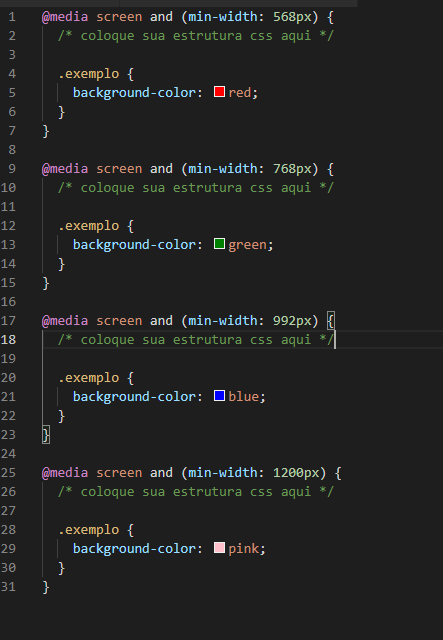 1 @media screen and (min-width: 568px) {
2 /* coloque sua estrutura css aqui */
3
4 .exemplo {
5 background-color: red;
6 }
7 }
8
9 @media screen and (min-width: 768px) {
10 /* coloque sua estrutura css aqui */
11
12 .exemplo {
13 background-color: green;
14 }
15 }
16
17 @media screen and (min-width: 992px) {
18 /* coloque sua estrutura css aqui */
19
20 .exemplo {
21 background-color: blue;
22 }
23 }
24
25 @media screen and (min-width: 1200px) {
26 /* coloque sua estrutura css aqui */
27
28 .exemplo {
29 background-color: pink;
30 }
31 }